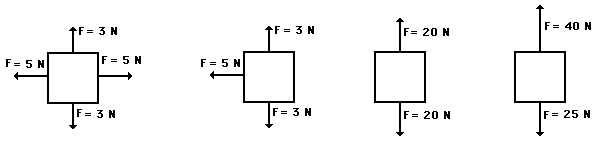 F = 3 N
F = 5 N
F = 5 N
F = 3 N
F = 3 N
F = 5 N
F = 3 N
F = 20 N
F = 20 N
F = 40 N
F = 25 N